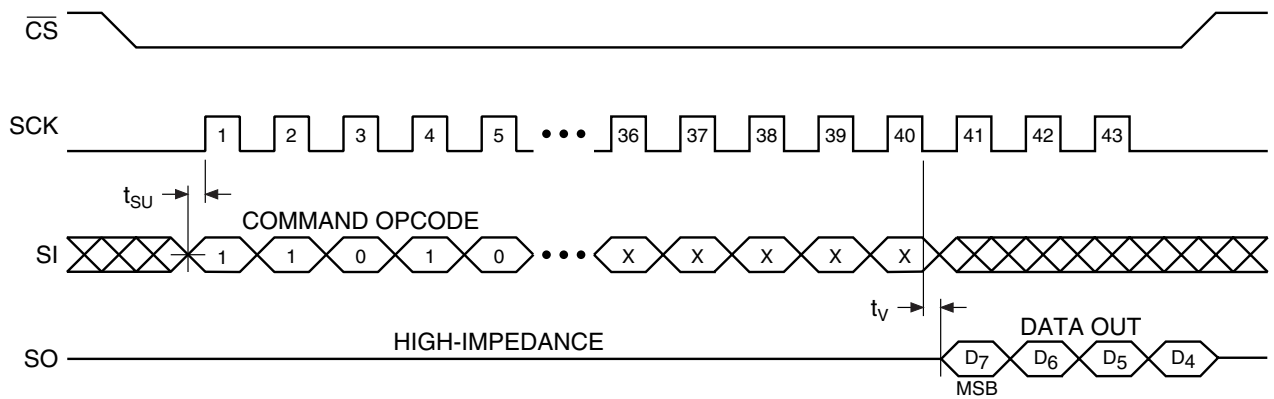 CS
SCK 1 2 3 4 5 ••• 36 37 38 39 40 41 42 43
tSU
COMMAND OPCODE
SI 1 1 0 1 0 ••• X X X X X
tV
HIGH-IMPEDANCE DATA OUT
SO D7 D6 D5 D4
MSB